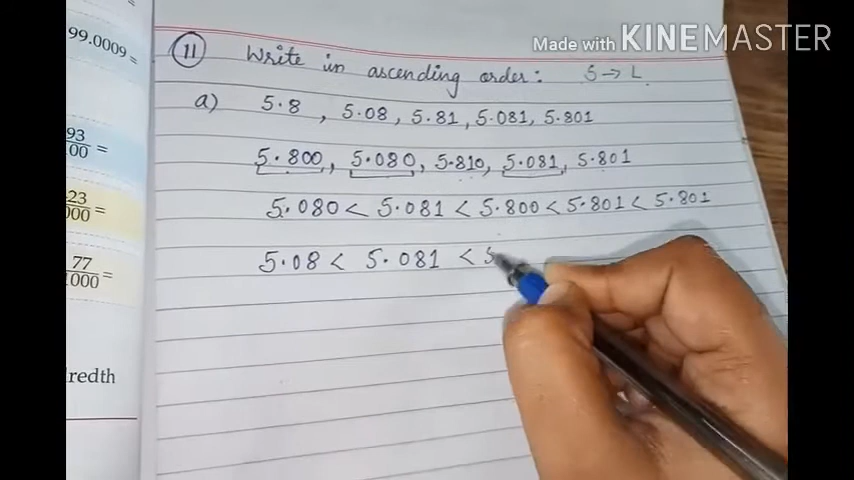 Made with KINEMASTER
99.0009 =
93
00 =
23
000 =
77
1000 =
redth
11 Write in ascending order: S → L.
a) 5.8, 5.08, 5.81, 5.081, 5.801
5.800, 5.080, 5.810, 5.081, 5.801
5.080 < 5.081 < 5.800 < 5.801 < 5.801
5.08 < 5.081 < 5